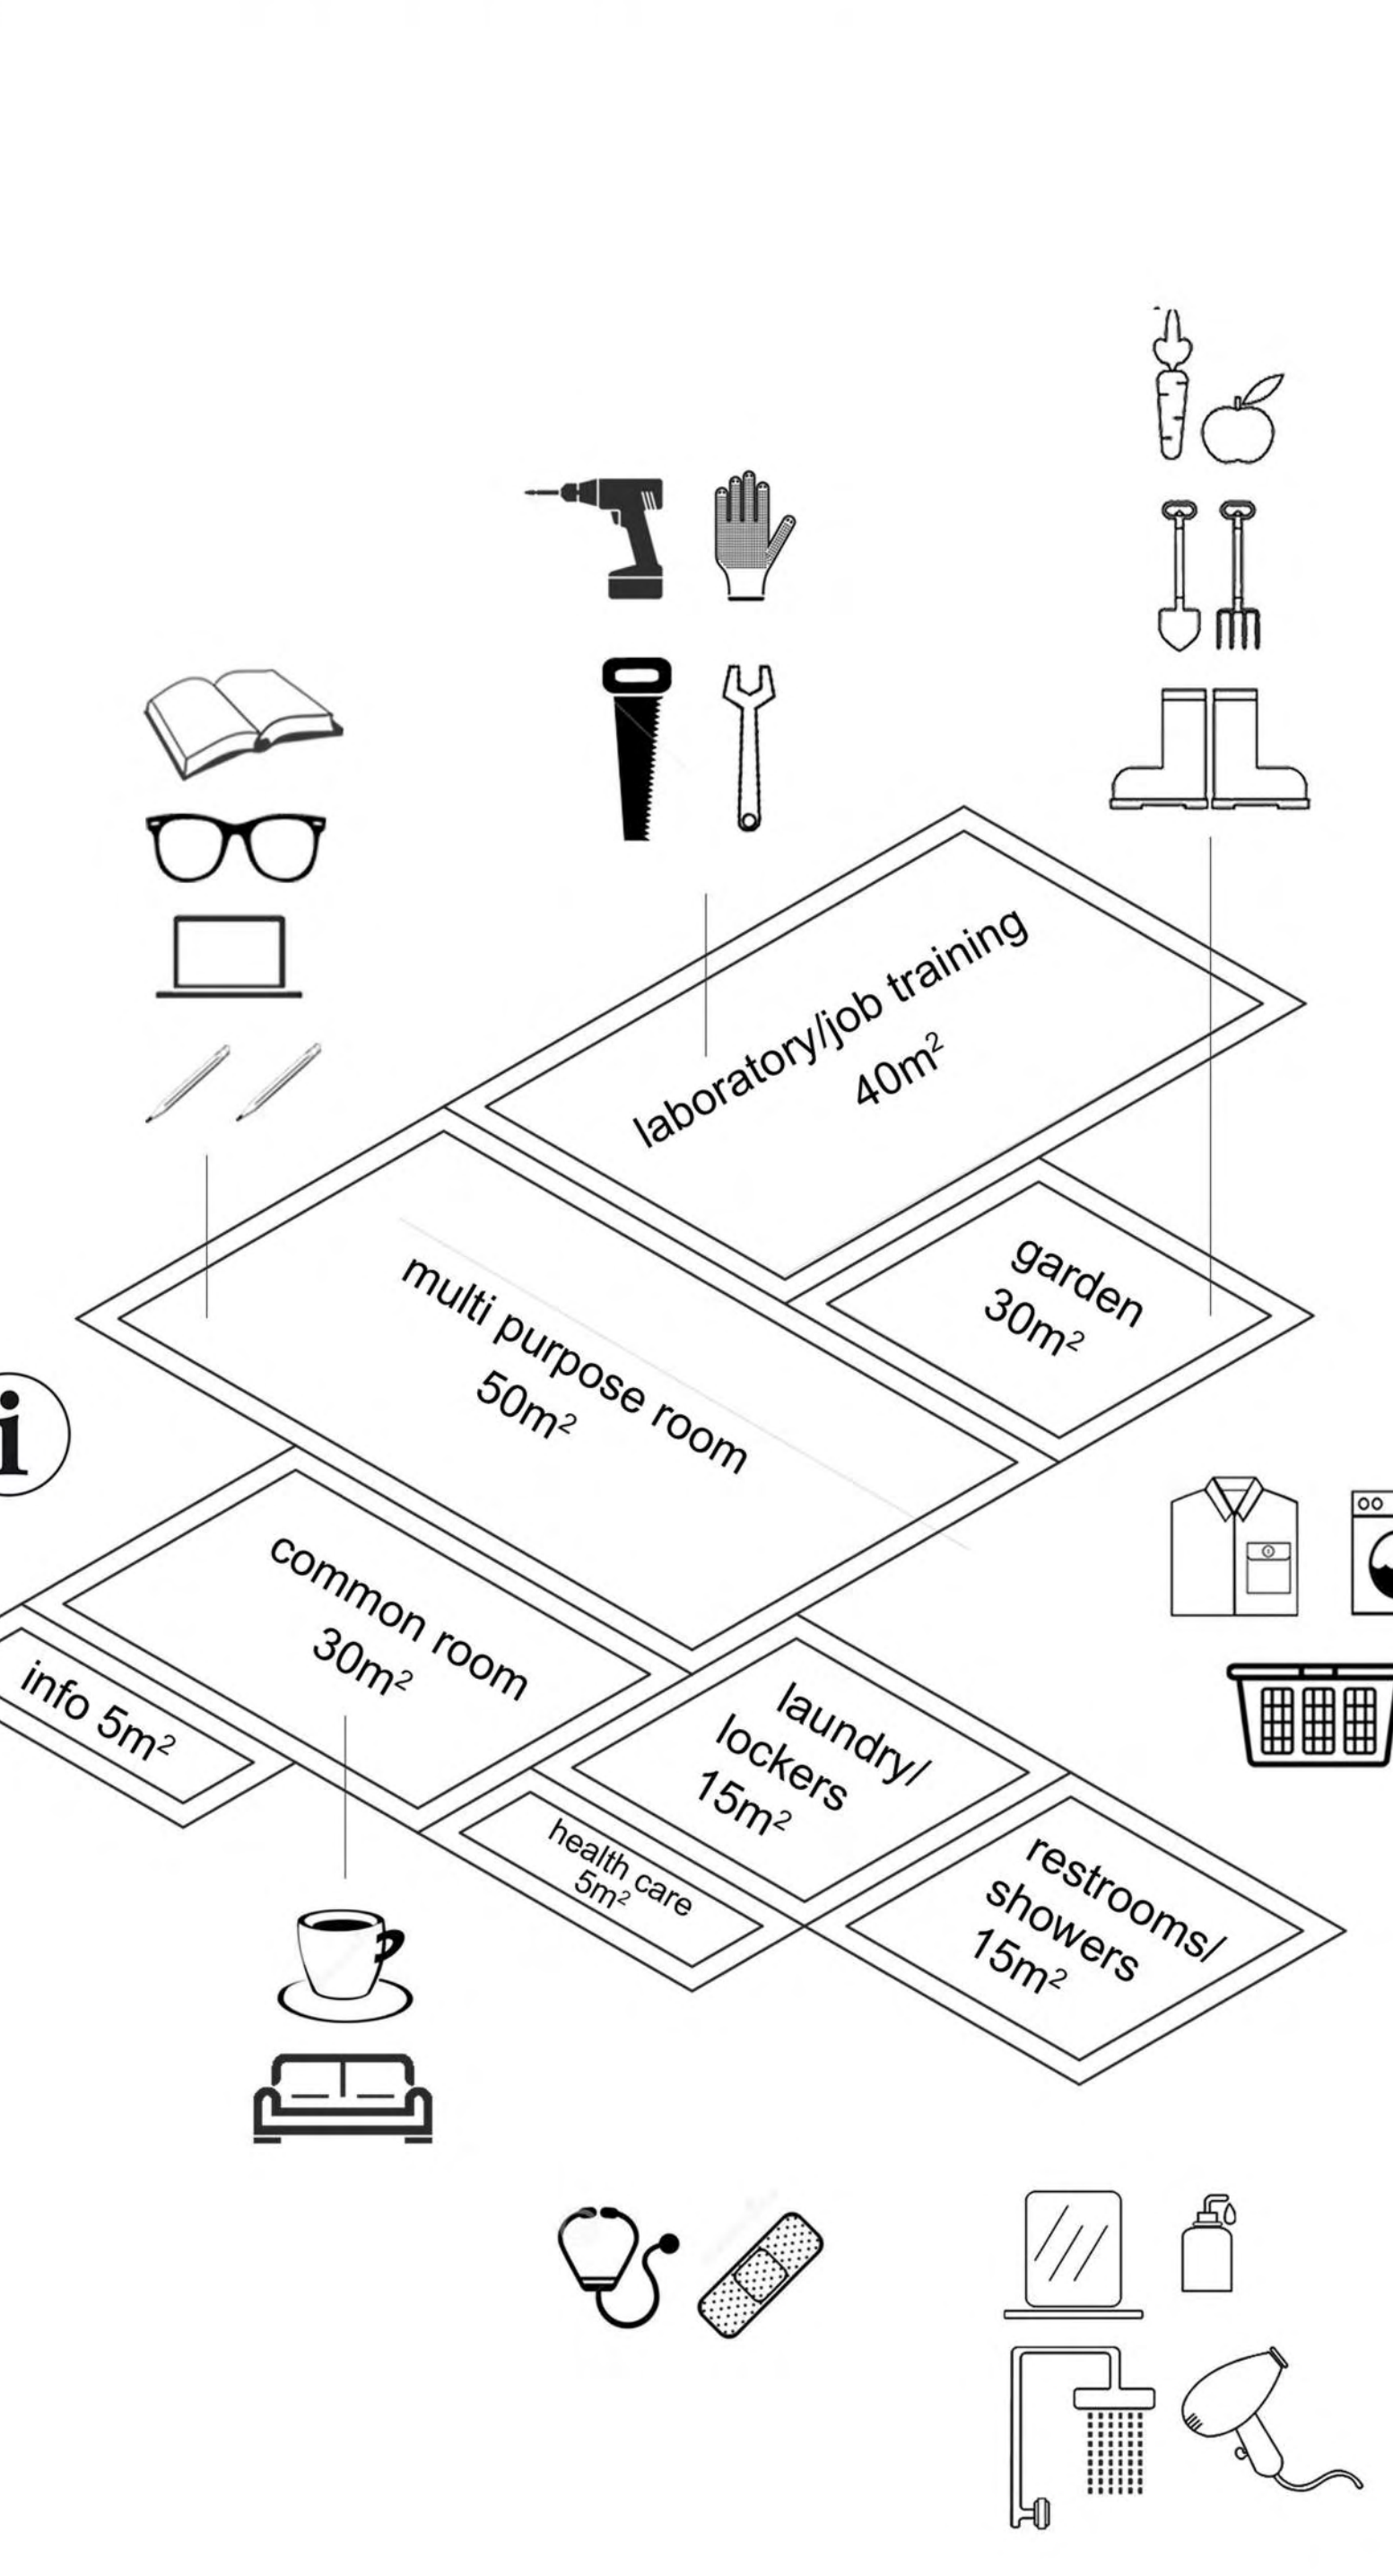 laboratory/job training
40m²
garden
30m²
multi purpose room
50m²
i
common room
30m²
info 5m²
laundry/
lockers
15m²
health care
5m²
restrooms/
showers
15m²